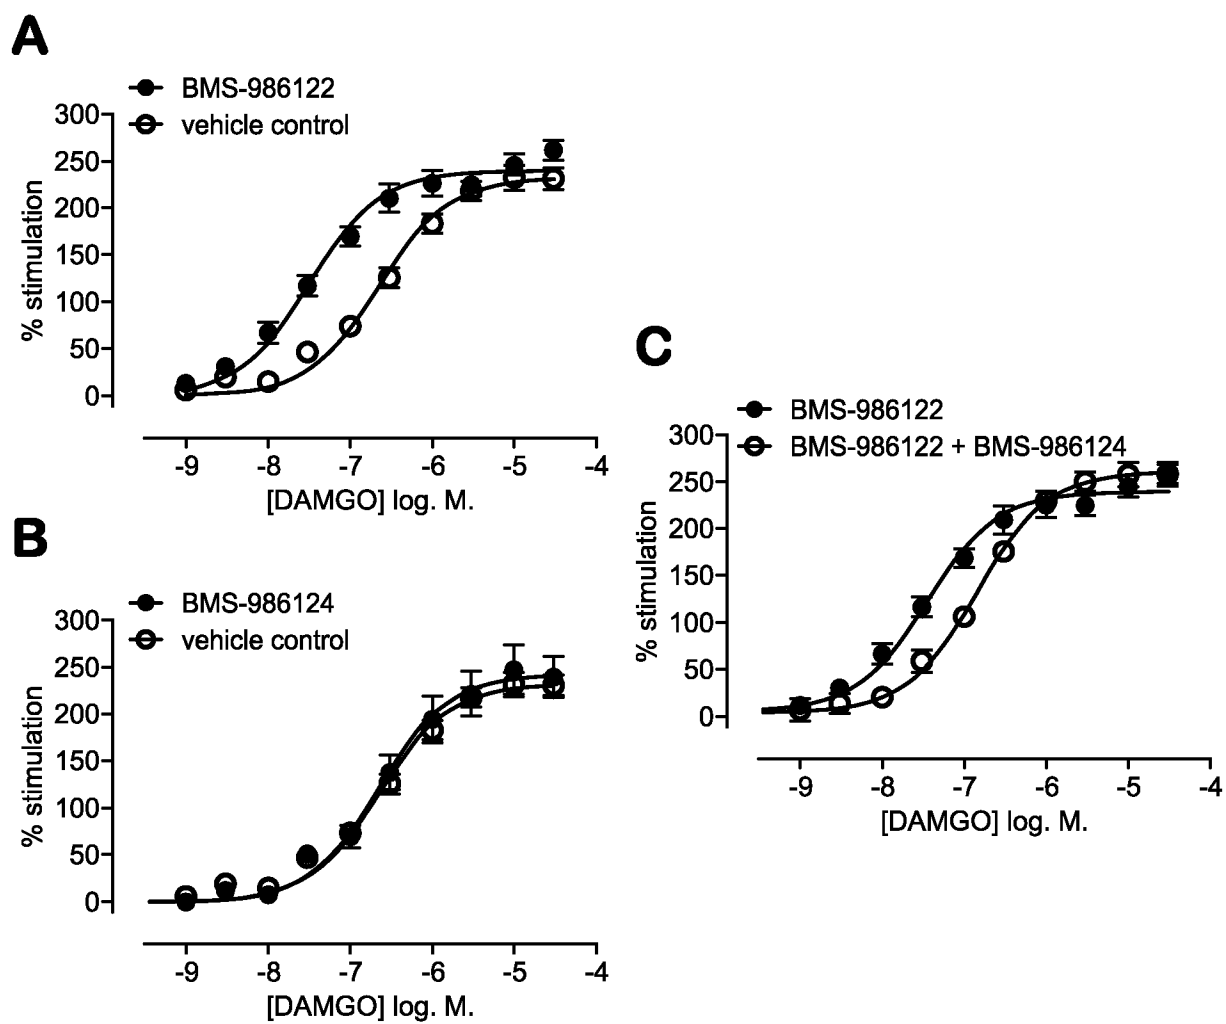 A
BMS-986122
vehicle control
300
250
200
150
100
50
0
% stimulation
-9 -8 -7 -6 -5 -4
[DAMGO] log. M.
B
BMS-986124
vehicle control
300
250
200
150
100
50
0
% stimulation
-9 -8 -7 -6 -5 -4
[DAMGO] log. M.
C
BMS-986122
BMS-986122 + BMS-986124
300
250
200
150
100
50
0
% stimulation
-9 -8 -7 -6 -5 -4
[DAMGO] log. M.